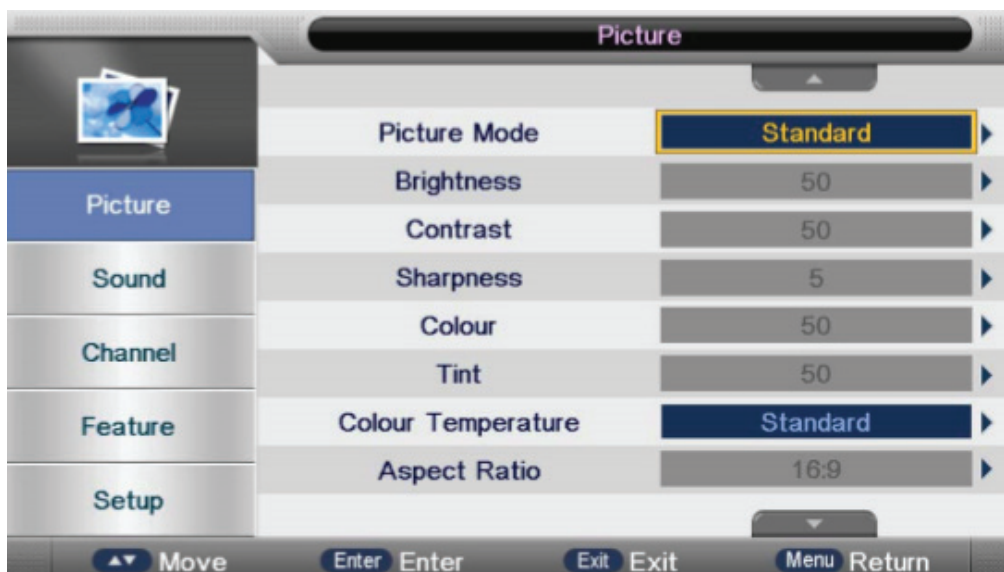 Picture
Picture
Sound
Channel
Feature
Setup
Picture Mode Standard
Brightness 50
Contrast 50
Sharpness 5
Colour 50
Tint 50
Colour Temperature Standard
Aspect Ratio 16:9
Move Enter Enter Exit Exit Menu Return